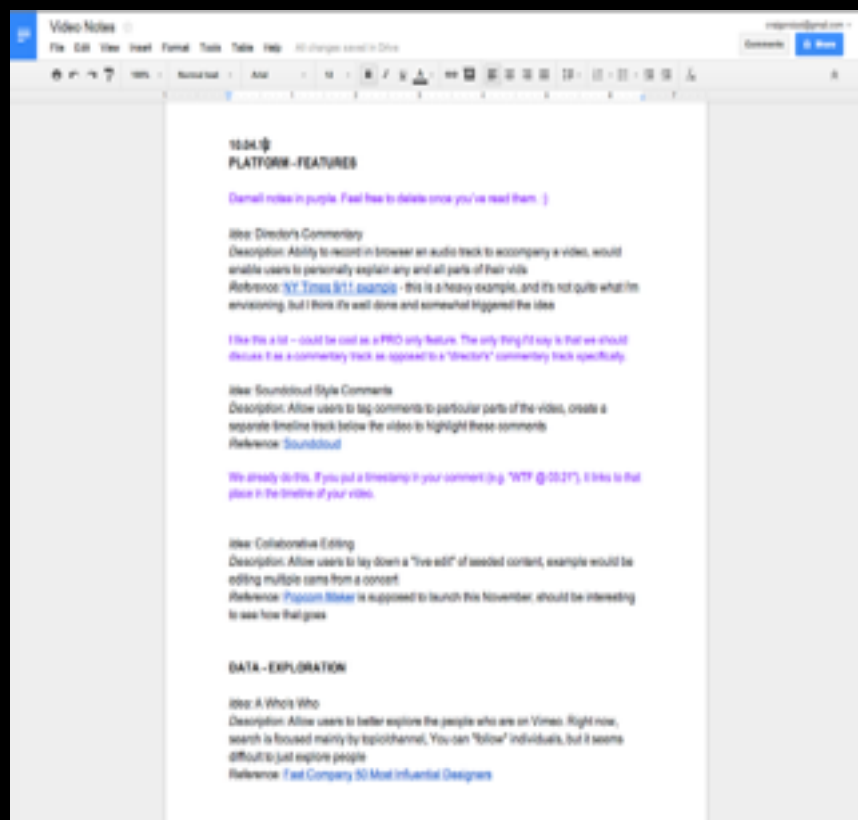 Video Notes
File Edit View Insert Format Tools Table Help All changes saved in Drive
Comments Share
100% Normal text Arial
PLATFORM - FEATURES
Darnell notes in purple. Feel free to delete once you've read them. :)
Idea: Director's Commentary
Description: Ability to record in browser an audio track to accompany a video, would
enable users to personally explain any and all parts of their vids
Reference: NY Times 9/11 example - this is a heavy example, and it's not quite what I'm
envisioning, but I think it's well done and somewhat triggered the idea
I like this a lot -- could be cast as a PRO only feature. The only thing I'd say is that we should
discuss it as a commentary track as opposed to a "director's" commentary track specifically.
Idea: Soundcloud Style Comments
Description: Allow users to tag comments to particular parts of the video, create a
separate timeline track below the video to highlight these comments
Reference: Soundcloud
We already do this. If you put a timestamp in your comment (e.g. "WTF @ 03:21"), it links to that
place in the timeline of your video.
Idea: Collaborative Editing
Description: Allow users to lay down a "live edit" of seeded content, example would be
editing multiple cams from a concert
Reference: Popcorn Maker is supposed to launch this November, should be interesting
to see how that goes
DATA - EXPLORATION
Idea: A Who's Who
Description: Allow users to better explore the people who are on Vimeo. Right now,
search is focused mainly by topic/channel, You can "follow" individuals, but it seems
difficult to just explore people
Reference: Fast Company 50 Most Influential Designers